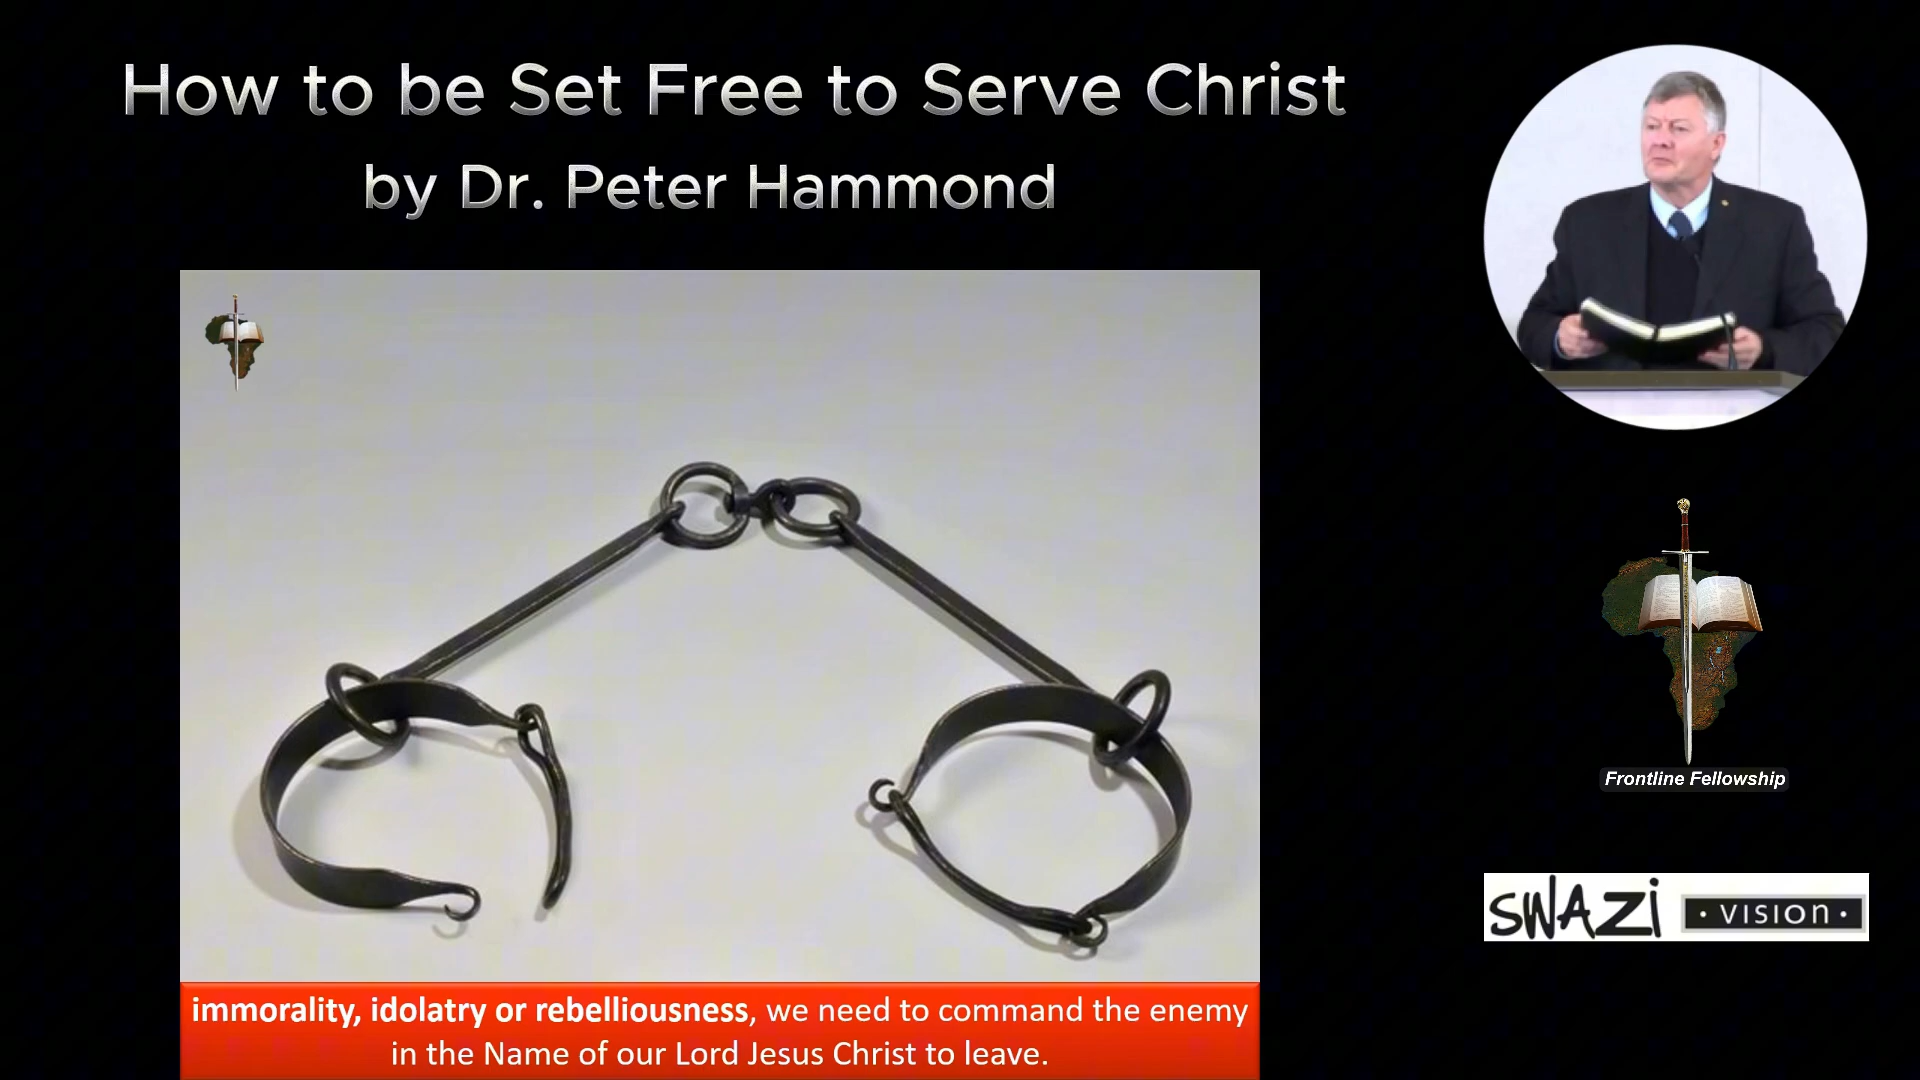 How to be Set Free to Serve Christ
by Dr. Peter Hammond
immorality, idolatry or rebelliousness, we need to command the enemy
in the Name of our Lord Jesus Christ to leave.
Frontline Fellowship
SWAZI • VISION •